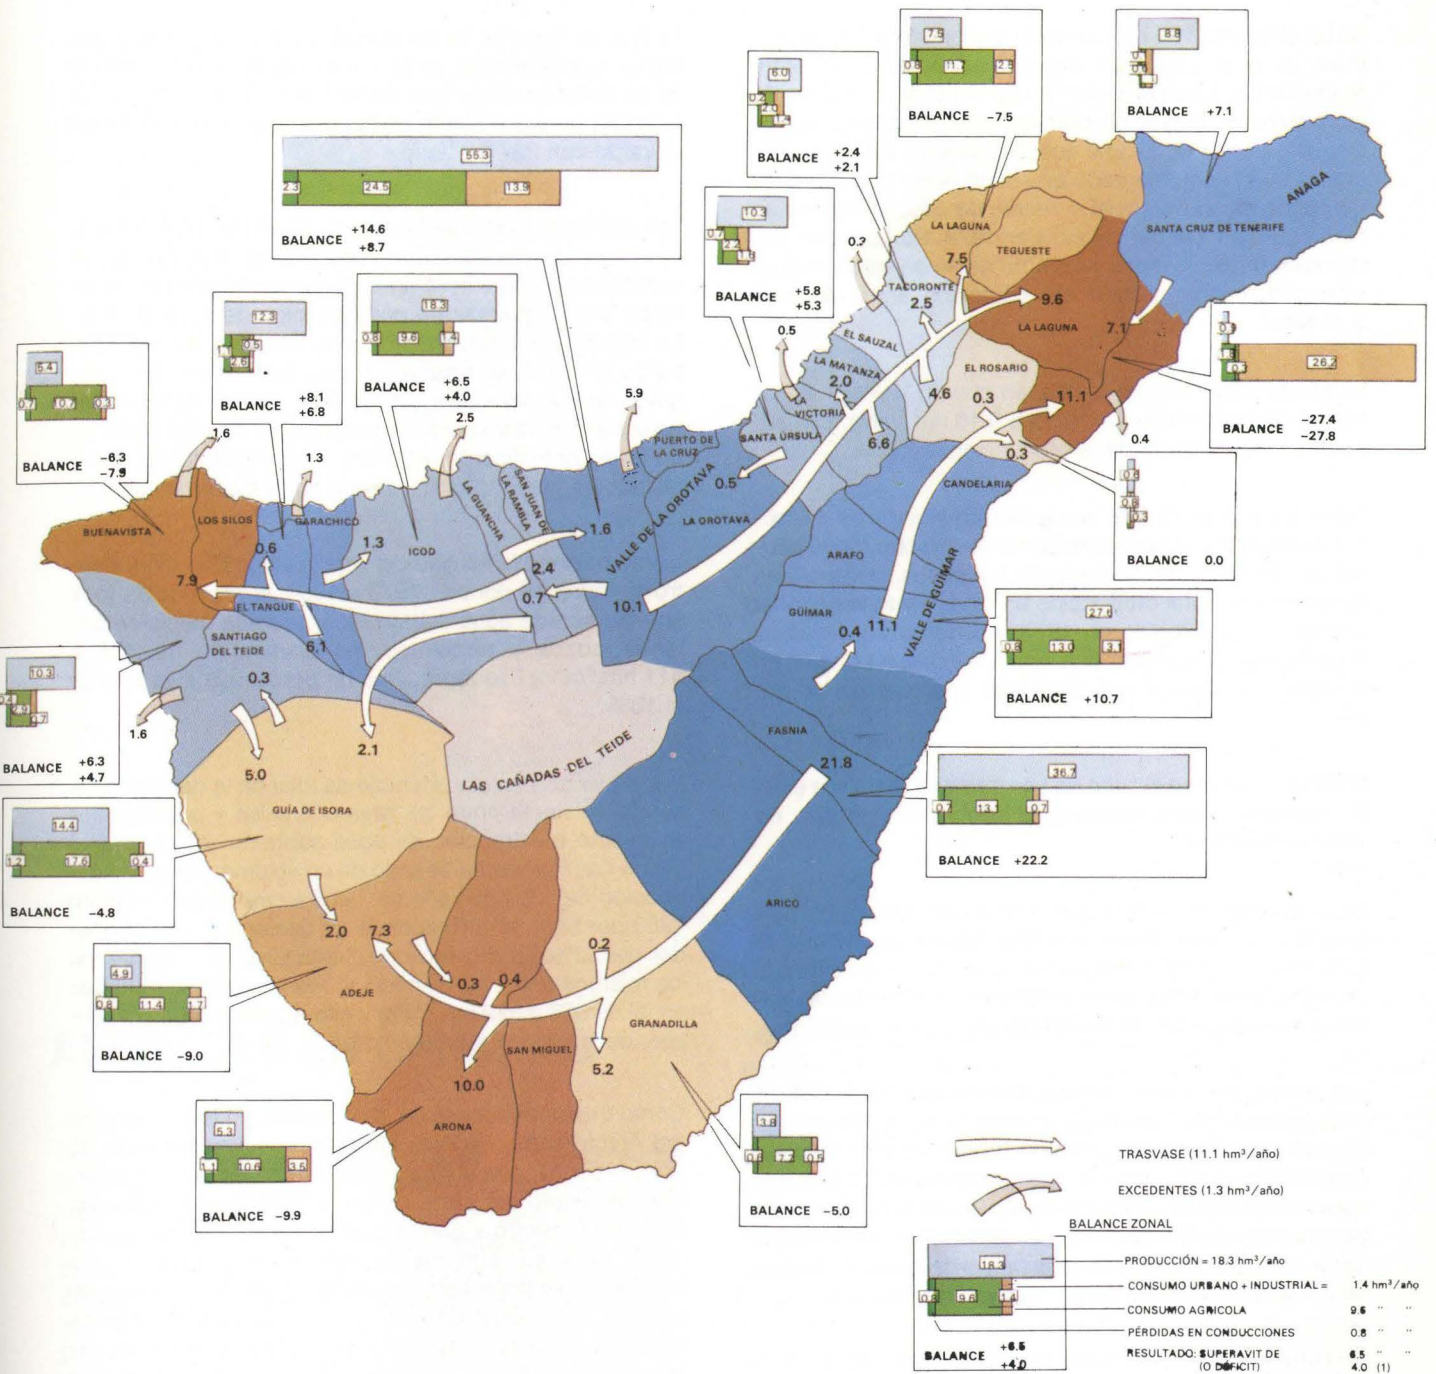 7.5
0.8 11.7 2.5
BALANCE −7.5
8.8
BALANCE +7.1
6.0
0.2
2.0
1.4
BALANCE +2.4
+2.1
55.3
2.3 24.5 13.9
BALANCE +14.6
+8.7
10.3
0.7
2.2
1.6
BALANCE +5.8
+5.3
18.3
0.8 9.6 1.4
BALANCE +6.5
+4.0
12.3
0.5
2.6
BALANCE +8.1
+6.8
5.4
0.7 10.7 0.3
BALANCE −6.3
−7.9
0.9
26.2
BALANCE −27.4
−27.8
0.3
BALANCE 0.0
27.6
0.8 13.0 3.1
BALANCE +10.7
36.7
0.7 13.1 0.7
BALANCE +22.2
10.3
0.4
2.9
0.7
BALANCE +6.3
+4.7
14.4
1.2 17.6 0.4
BALANCE −4.8
4.9
0.8 11.4 1.7
BALANCE −9.0
5.3
1.1 10.6 3.5
BALANCE −9.9
3.8
7.7 0.5
BALANCE −5.0
ANAGA
SANTA CRUZ DE TENERIFE
LA LAGUNA
7.5
TEGUESTE
TACORONTE
2.5
9.6
LA LAGUNA
7.1
EL SAUZAL
EL ROSARIO
0.3
11.1
0.4
0.3
4.6
LA MATANZA
2.0
0.5
LA
VICTORIA
6.6
SANTA ÚRSULA
0.5
5.9
PUERTO DE
LA CRUZ
VALLE DE LA OROTAVA
LA OROTAVA
1.6
10.1
CANDELARIA
ARAFO
GÜÍMAR
VALLE DE GUIMAR
11.1
0.4
SAN JUAN DE
LA RAMBLA
LA GUANCHA
2.5
2.4
0.7
ICOD
1.3
1.3
GARACHICO
0.6
1.6
LOS SILOS
BUENAVISTA
7.9
EL TANQUE
6.1
SANTIAGO
DEL TEIDE
0.3
1.6
5.0
2.1
GUÍA DE ISORA
LAS CAÑADAS DEL TEIDE
FASNIA
21.8
ARICO
2.0
7.3
ADEJE
0.3
0.4
0.2
GRANADILLA
5.2
SAN MIGUEL
10.0
ARONA
TRASVASE (11.1 hm³/año)
EXCEDENTES (1.3 hm³/año)
BALANCE ZONAL
18.3
0.8 9.6 1.4
BALANCE +6.5
+4.0
PRODUCCIÓN = 18.3 hm³/año
CONSUMO URBANO + INDUSTRIAL = 1.4 hm³/año
CONSUMO AGRICOLA 9.6 " "
PÉRDIDAS EN CONDUCCIONES 0.8 " "
RESULTADO: SUPERAVIT DE 6.5 " "
(O DÉFICIT) 4.0 (1)